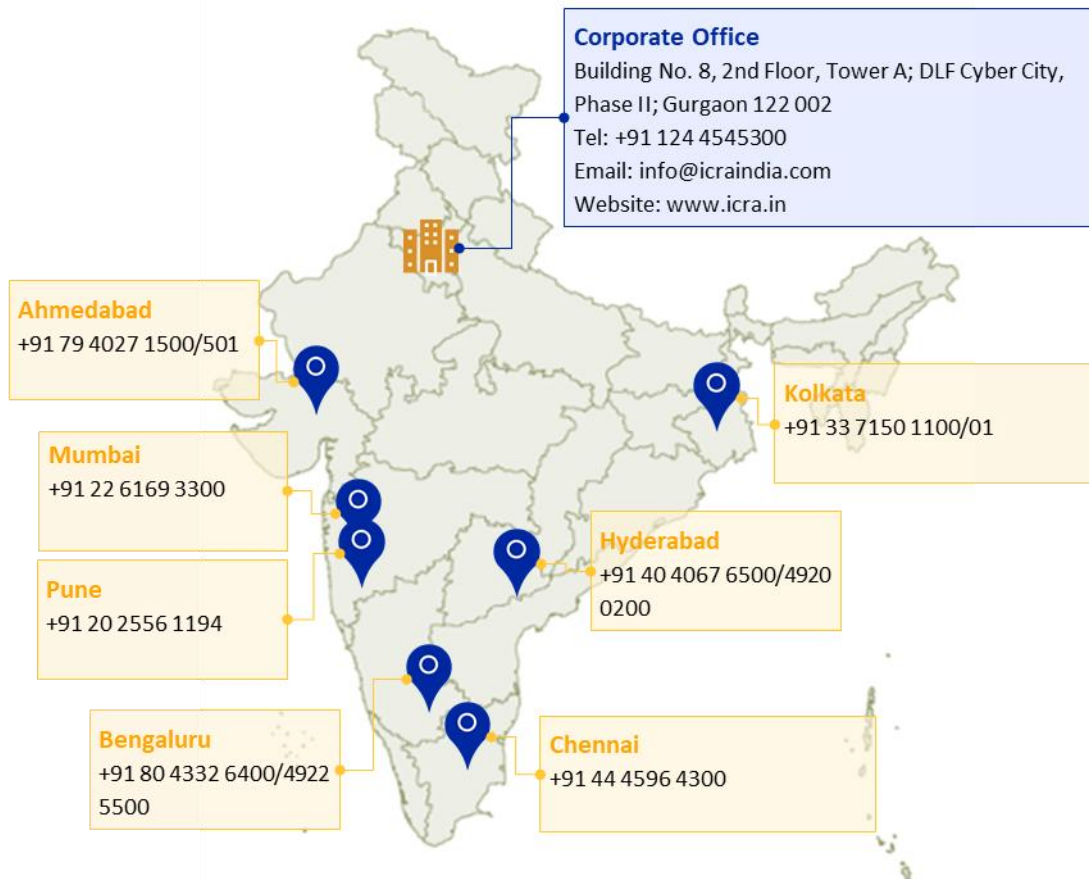 Corporate Office
Building No. 8, 2nd Floor, Tower A; DLF Cyber City,
Phase II; Gurgaon 122 002
Tel: +91 124 4545300
Email: info@icraindia.com
Website: www.icra.in
Ahmedabad
+91 79 4027 1500/501
Kolkata
+91 33 7150 1100/01
Mumbai
+91 22 6169 3300
Hyderabad
+91 40 4067 6500/4920
0200
Pune
+91 20 2556 1194
Bengaluru
+91 80 4332 6400/4922
5500
Chennai
+91 44 4596 4300